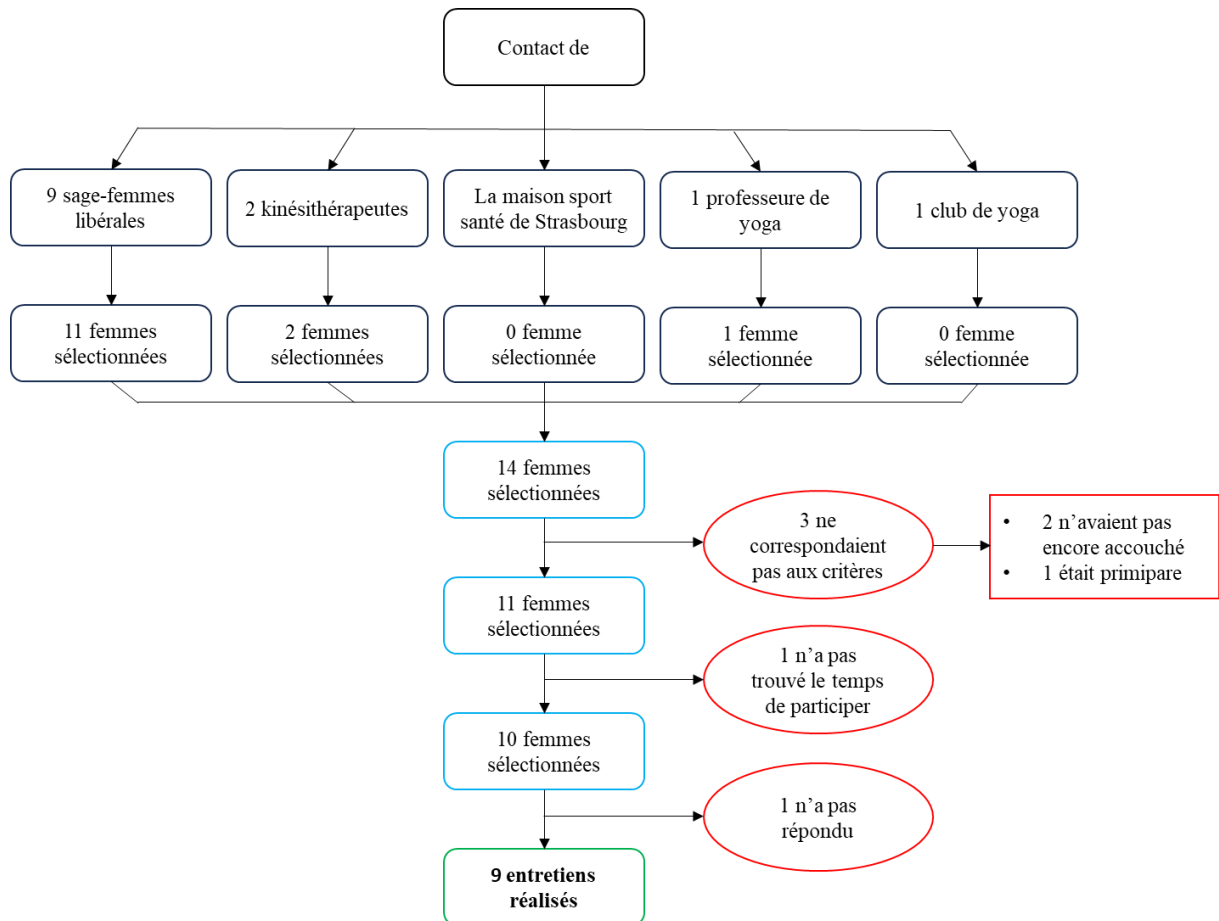 Contact de
9 sage-femmes
libérales
2 kinésithérapeutes
La maison sport
santé de Strasbourg
1 professeure de
yoga
1 club de yoga
11 femmes
sélectionnées
2 femmes
sélectionnées
0 femme
sélectionnée
1 femme
sélectionnée
0 femme
sélectionnée
14 femmes
sélectionnées
3 ne
correspondaient
pas aux critères
• 2 n’avaient pas
encore accouché
• 1 était primipare
11 femmes
sélectionnées
1 n’a pas
trouvé le temps
de participer
10 femmes
sélectionnées
1 n’a pas
répondu
9 entretiens
réalisés